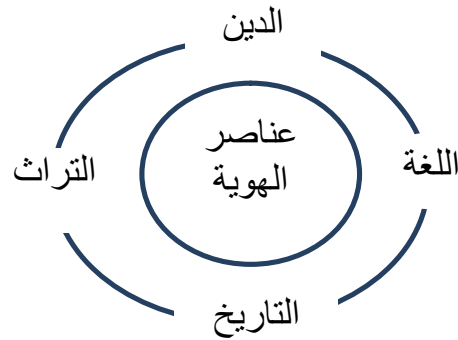 الدين
عناصر
الهوية
اللغة
التراث
التاريخ